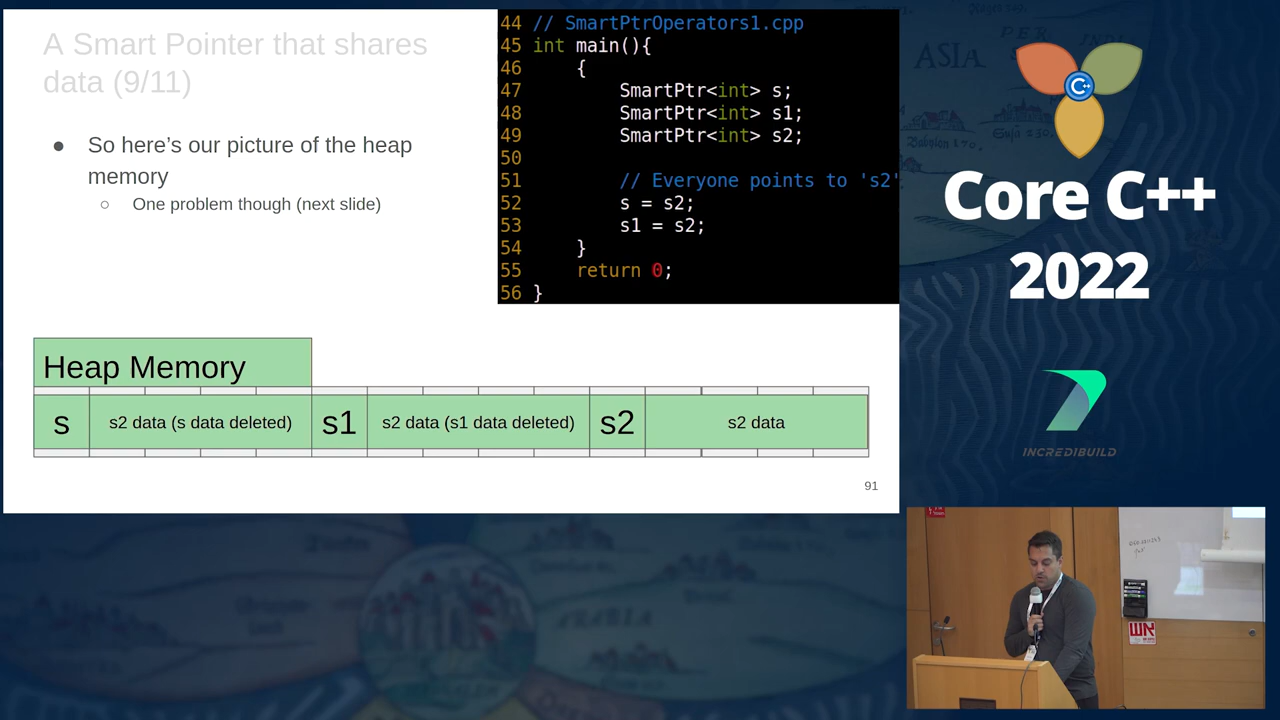 A Smart Pointer that shares
data (9/11)
● So here's our picture of the heap
memory
○ One problem though (next slide)
44 // SmartPtrOperators1.cpp
45 int main(){
46 {
47 SmartPtr<int> s;
48 SmartPtr<int> s1;
49 SmartPtr<int> s2;
50
51 // Everyone points to 's2'
52 s = s2;
53 s1 = s2;
54 }
55 return 0;
56 }
Heap Memory
s s2 data (s data deleted) s1 s2 data (s1 data deleted) s2 s2 data
91
C++
Core C++
2022
INCREDIBUILD
ASIA
ARABIA